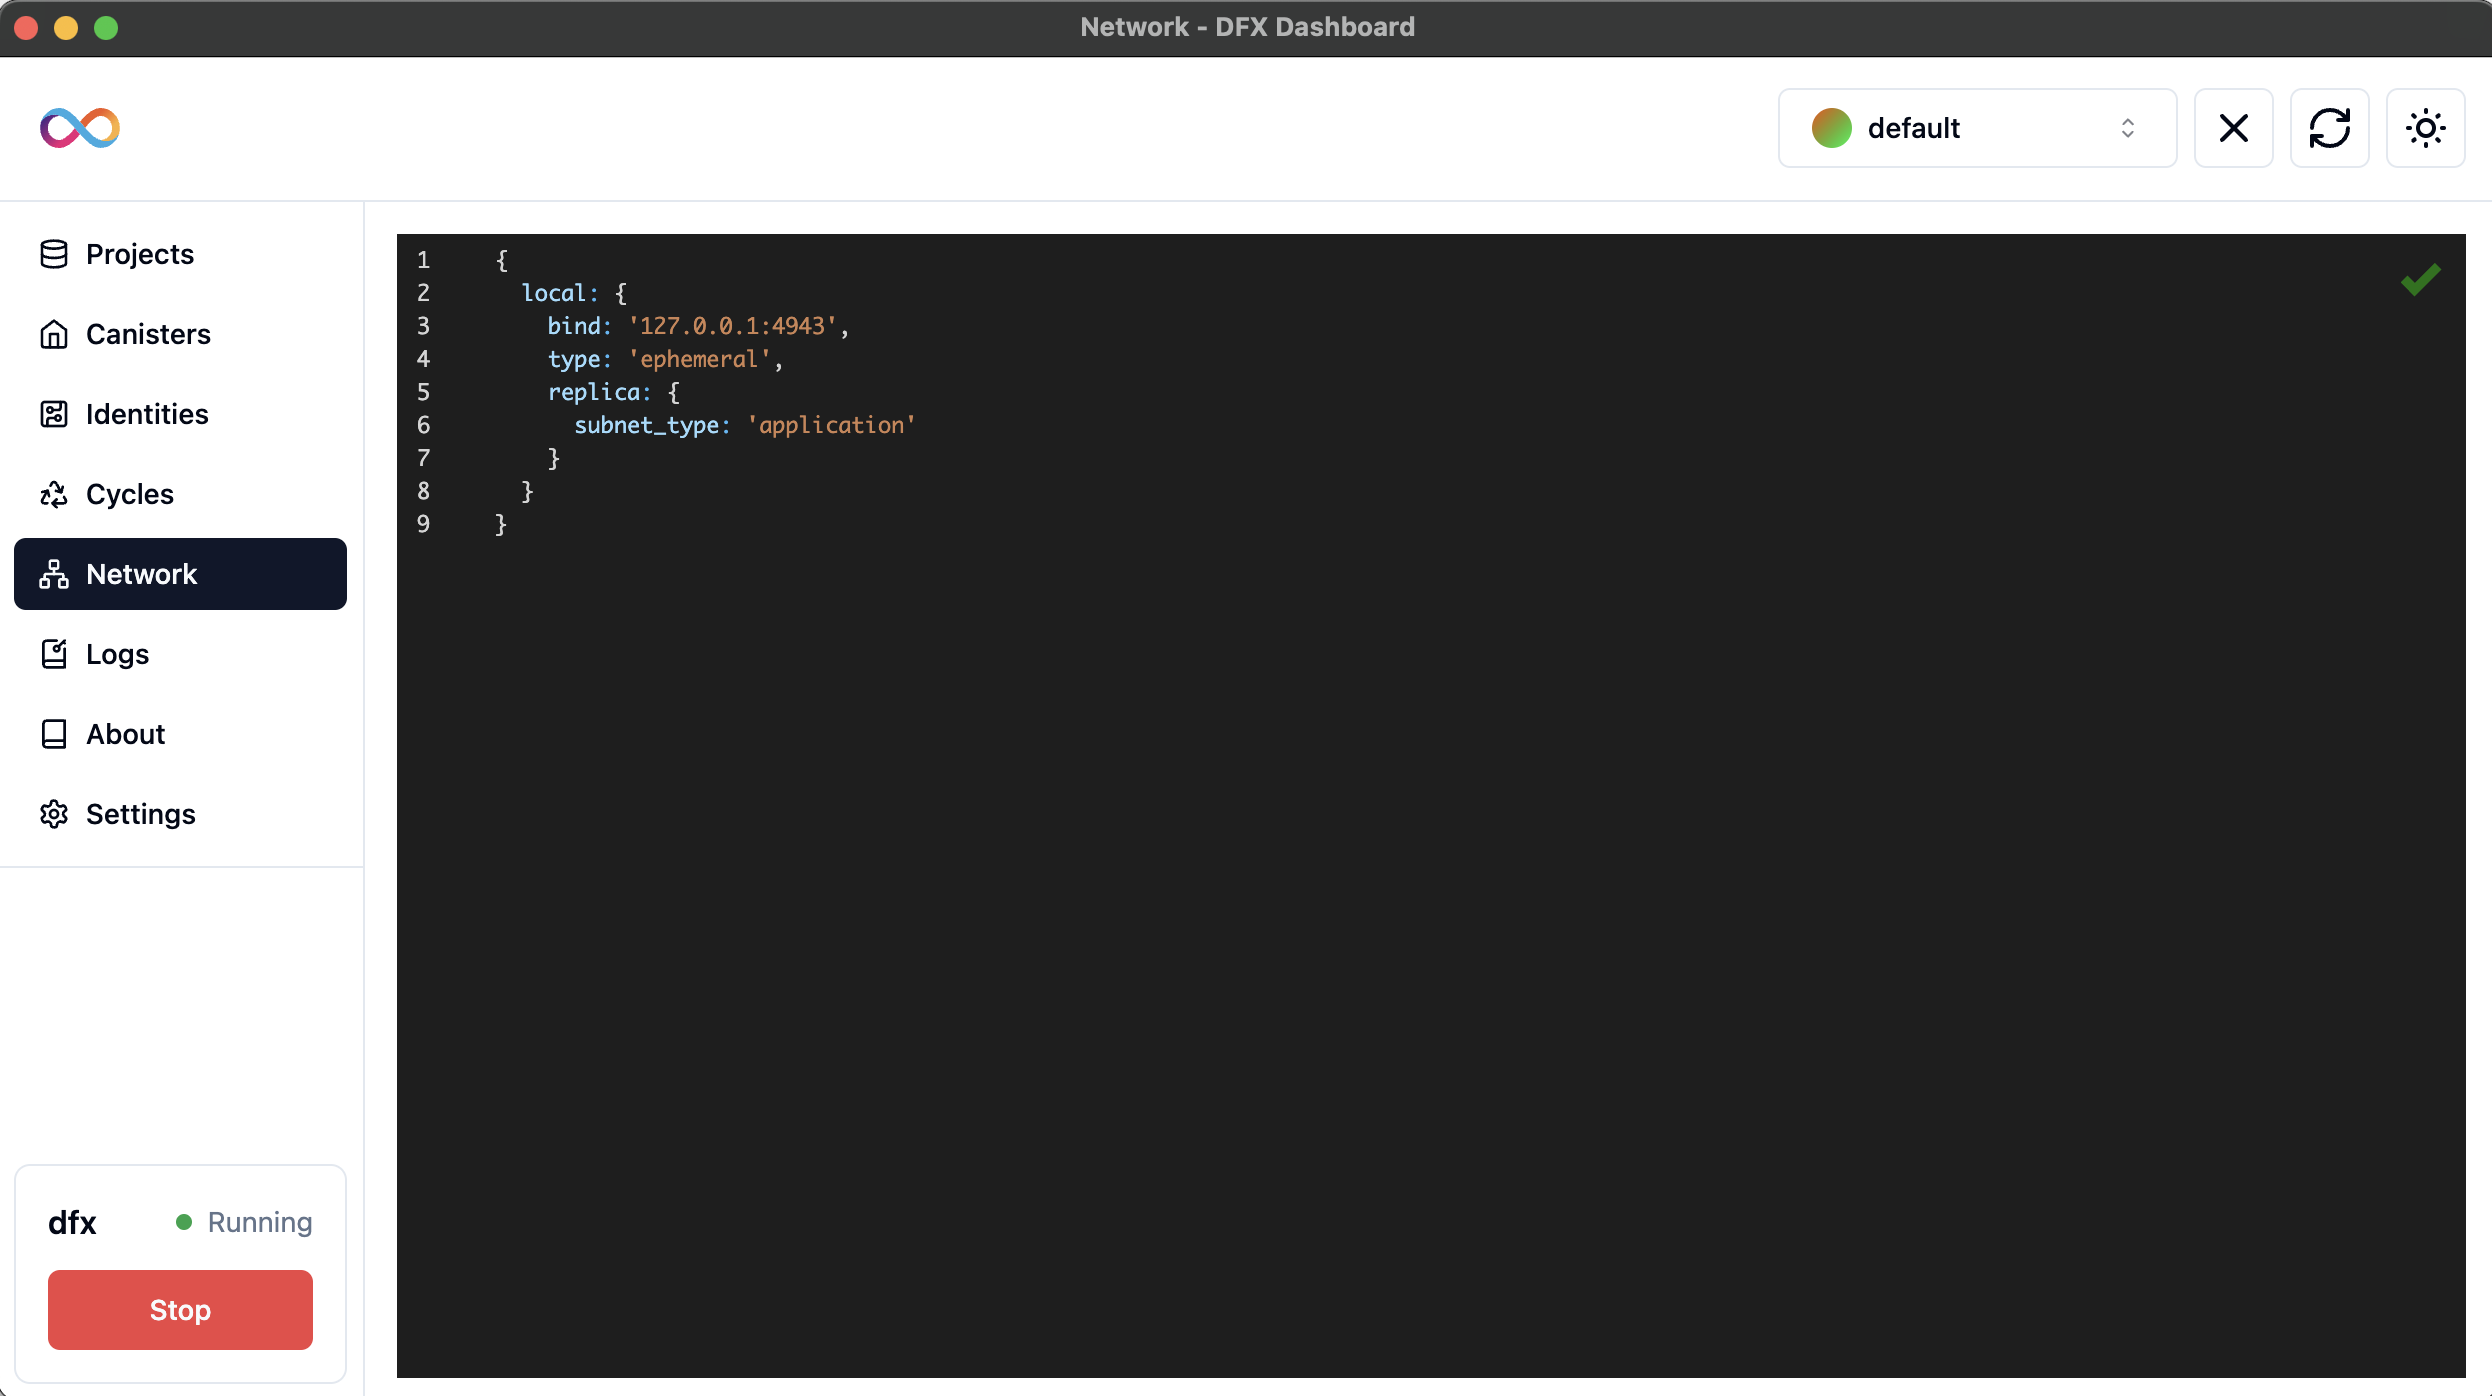 Network - DFX Dashboard
default
Projects
Canisters
Identities
Cycles
Network
Logs
About
Settings
1 {
2   local: {
3     bind: '127.0.0.1:4943',
4     type: 'ephemeral',
5     replica: {
6       subnet_type: 'application'
7     }
8   }
9 }
dfx Running
Stop